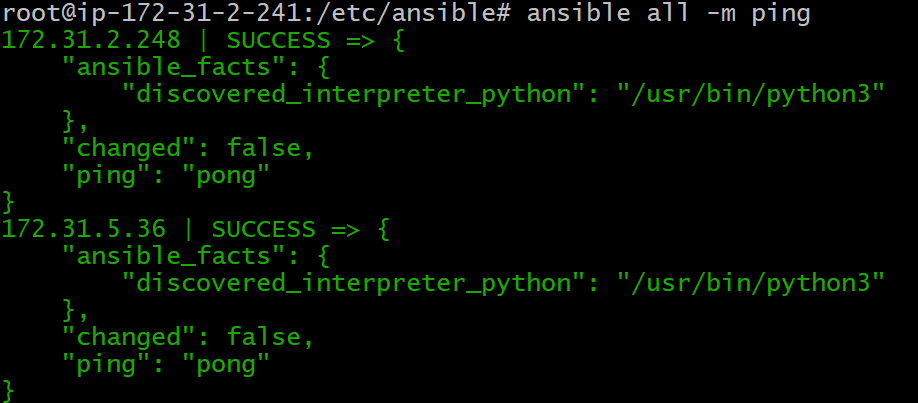 root@ip-172-31-2-241:/etc/ansible# ansible all -m ping
172.31.2.248 | SUCCESS => {
    "ansible_facts": {
        "discovered_interpreter_python": "/usr/bin/python3"
    },
    "changed": false,
    "ping": "pong"
}
172.31.5.36 | SUCCESS => {
    "ansible_facts": {
        "discovered_interpreter_python": "/usr/bin/python3"
    },
    "changed": false,
    "ping": "pong"
}